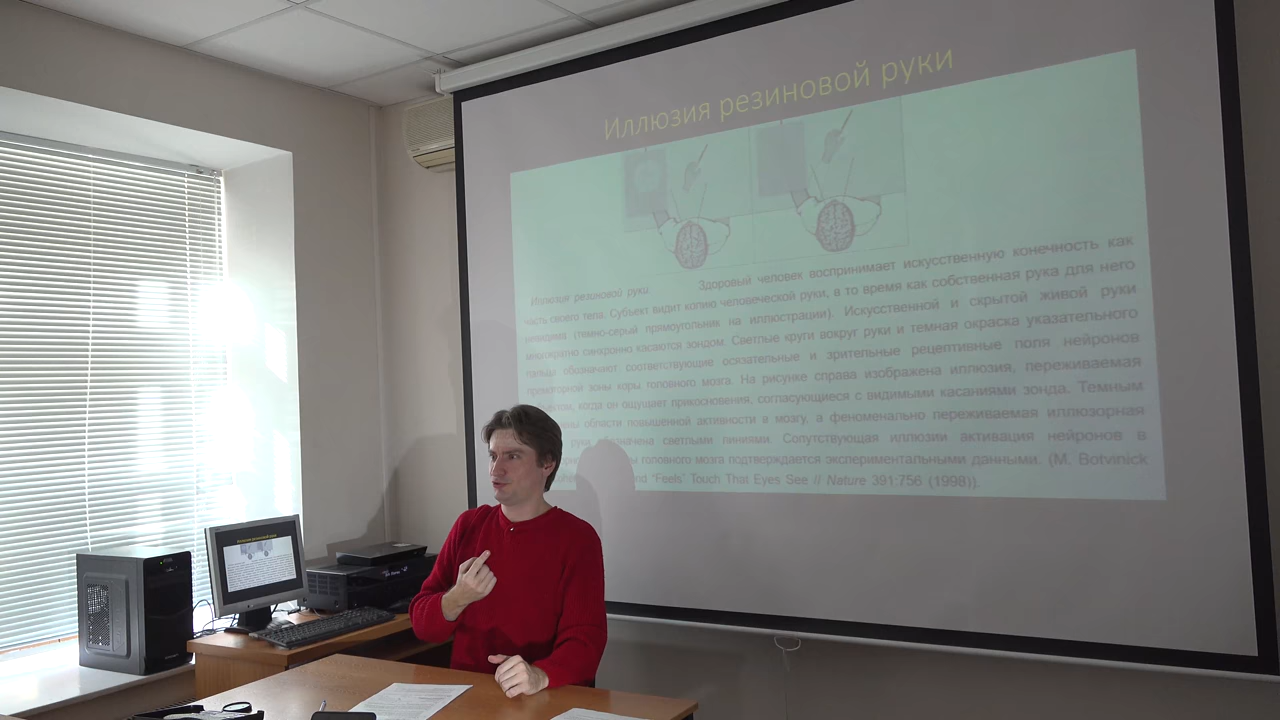 Иллюзия резиновой руки
Иллюзия резиновой руки Здоровый человек воспринимает искусственную конечность как
часть своего тела. Субъект видит копию человеческой руки, в то время как собственная рука для него
невидима (темно-серый прямоугольник на иллюстрации). Искусственной и скрытой живой руки
многократно синхронно касаются зондом. Светлые круги вокруг руки и темная окраска указательного
пальца обозначают соответствующие осязательные и зрительные рецептивные поля нейронов
премоторной зоны коры головного мозга. На рисунке справа изображена иллюзия, переживаемая
когда он ощущает прикосновения, согласующиеся с видимыми касаниями зонда. Темным
области повышенной активности в мозгу, а феноменально переживаемая иллюзорная
руки обозначена светлыми линиями. Сопутствующая иллюзии активация нейронов в
головного мозга подтверждается экспериментальными данными. (M. Botvinick
"Feels" Touch That Eyes See // Nature 391:756 (1998)).
Иллюзия резиновой руки